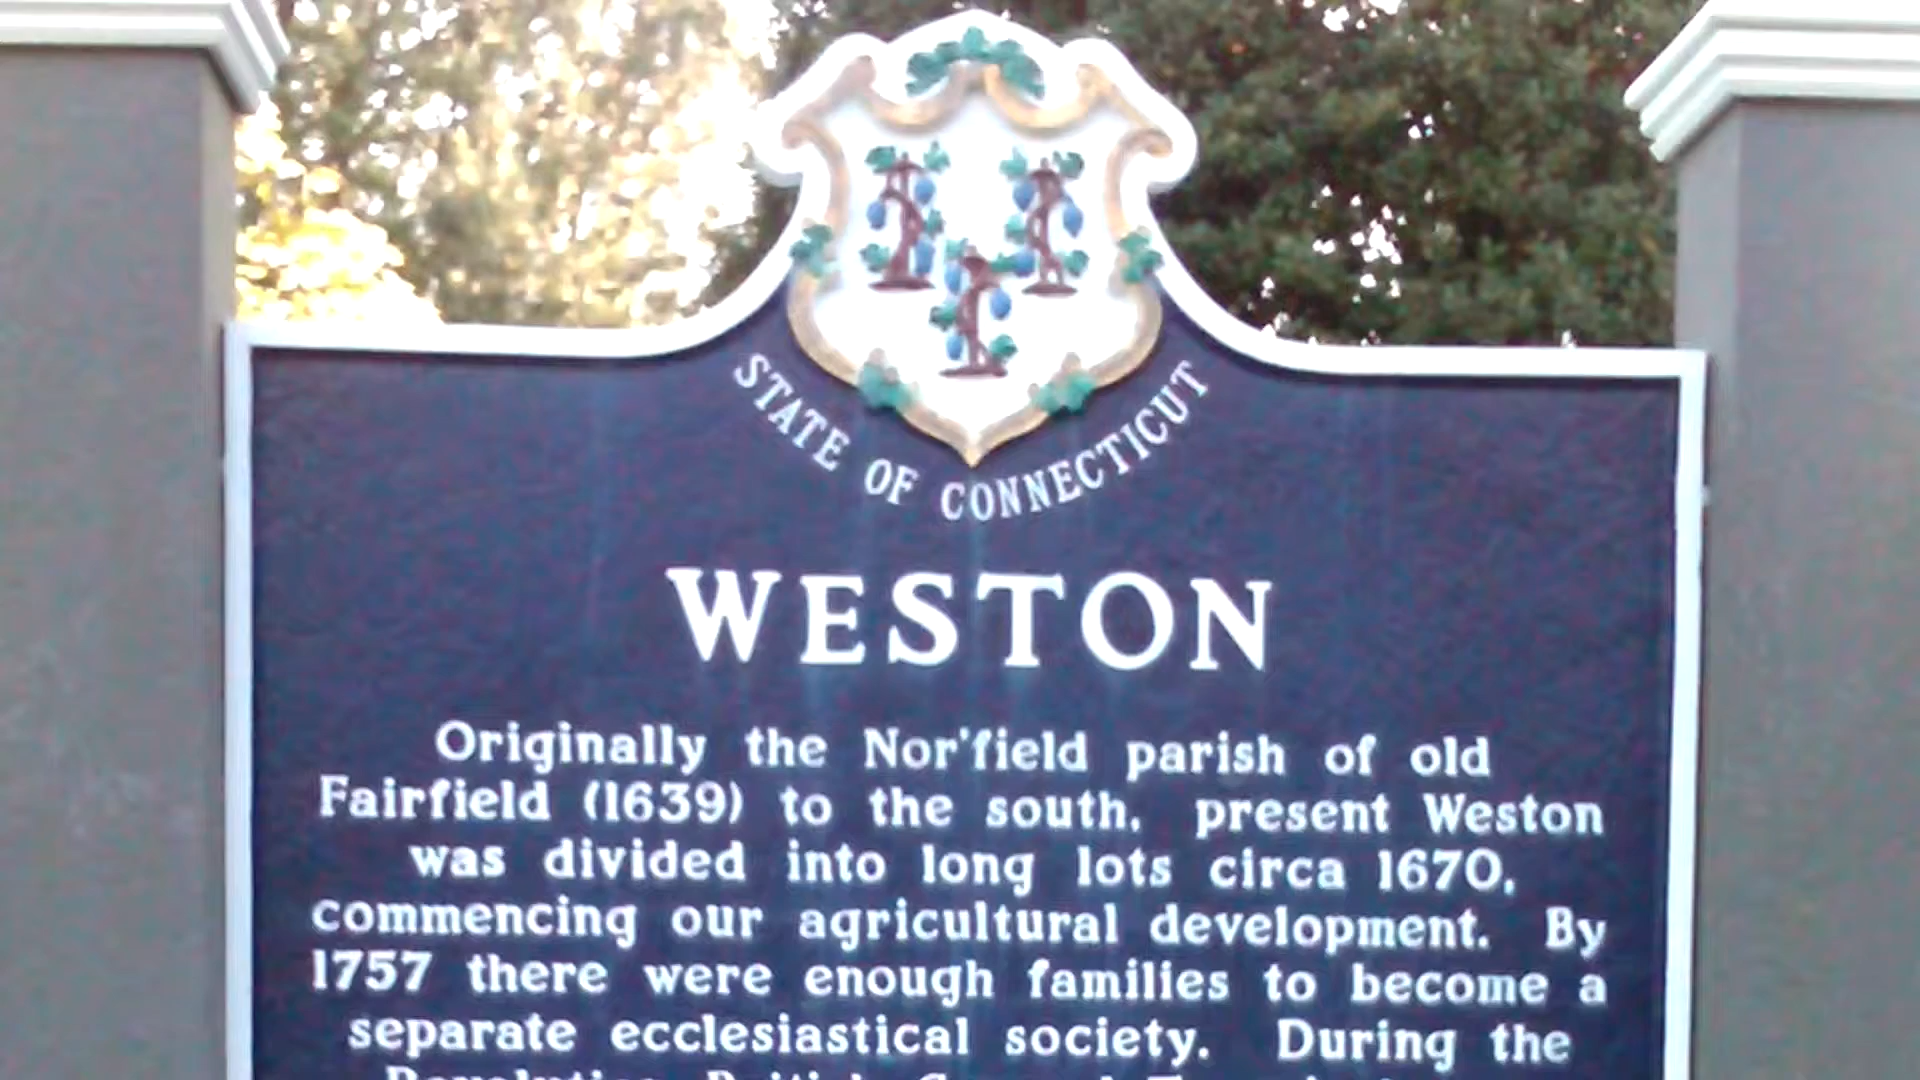 STATE OF CONNECTICUT
WESTON
Originally the Nor'field parish of old
Fairfield (1639) to the south, present Weston
was divided into long lots circa 1670,
commencing our agricultural development. By
1757 there were enough families to become a
separate ecclesiastical society. During the